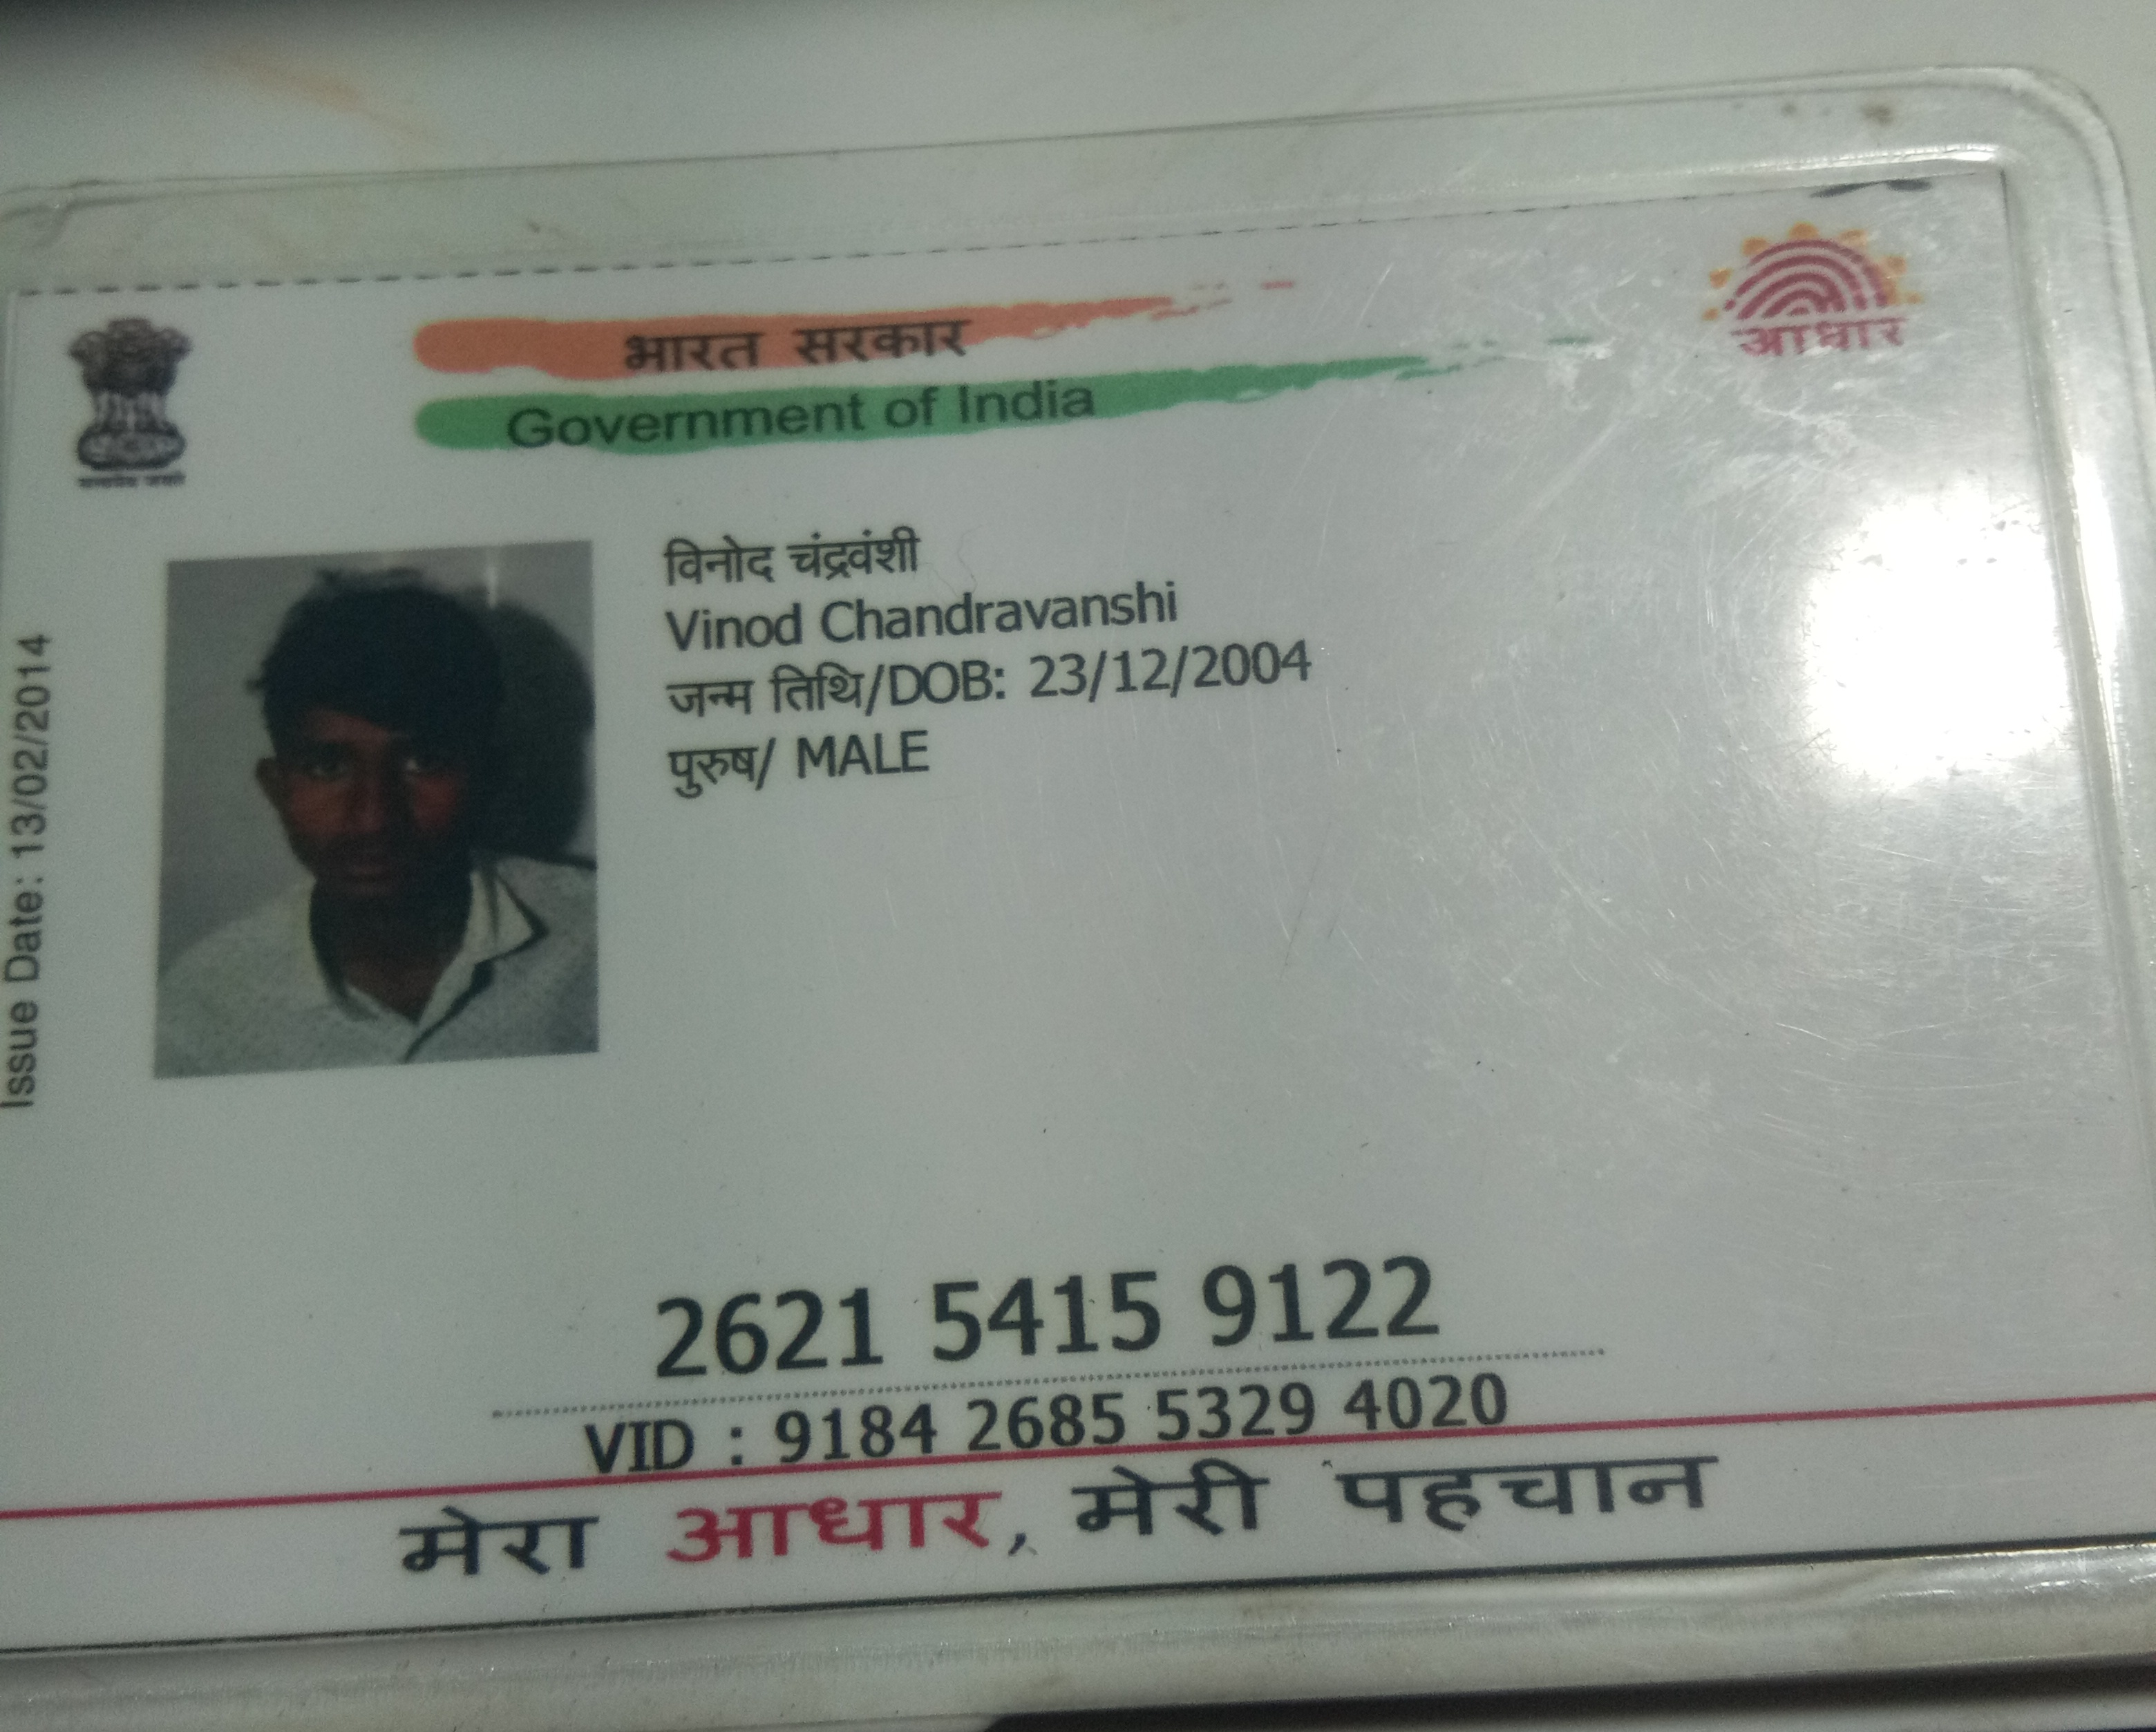 भारत सरकार
Government of India
आधार
Issue Date: 13/02/2014
विनोद चंद्रवंशी
Vinod Chandravanshi
जन्म तिथि/DOB: 23/12/2004
पुरुष/ MALE
2621 5415 9122
VID : 9184 2685 5329 4020
मेरा आधार, मेरी पहचान